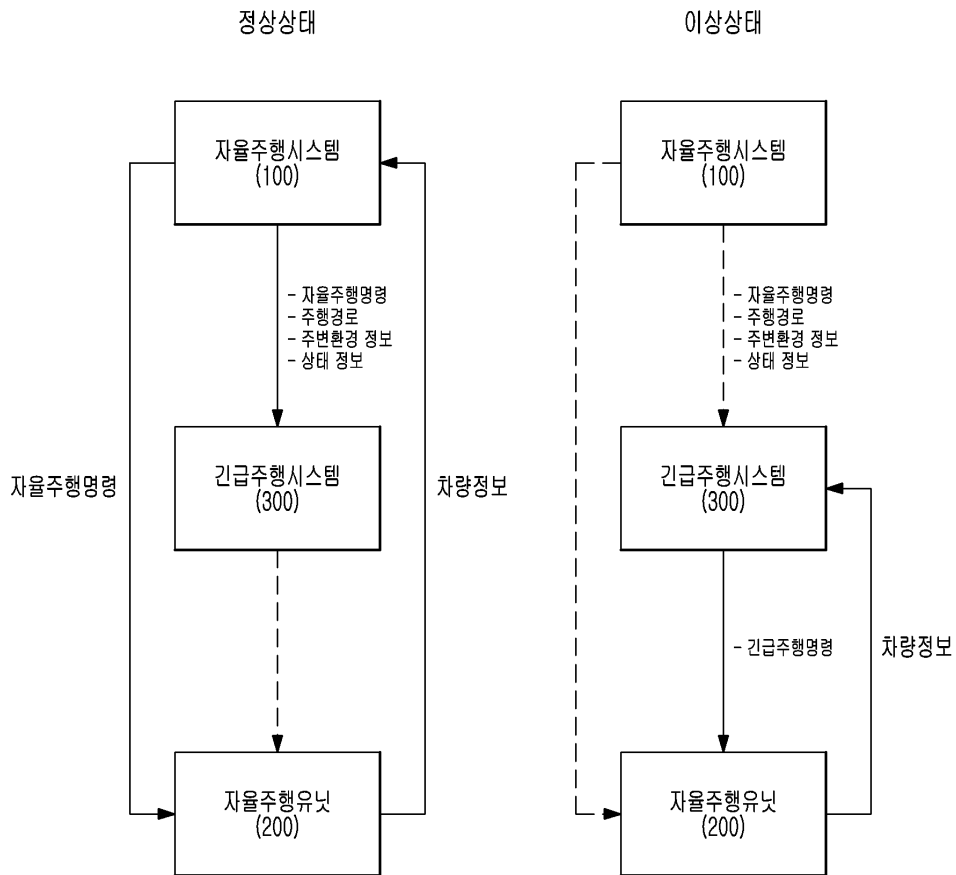 정상상태
자율주행시스템
(100)
- 자율주행명령
- 주행경로
- 주변환경 정보
- 상태 정보
긴급주행시스템
(300)
자율주행명령
차량정보
자율주행유닛
(200)
이상상태
자율주행시스템
(100)
- 자율주행명령
- 주행경로
- 주변환경 정보
- 상태 정보
긴급주행시스템
(300)
- 긴급주행명령
차량정보
자율주행유닛
(200)